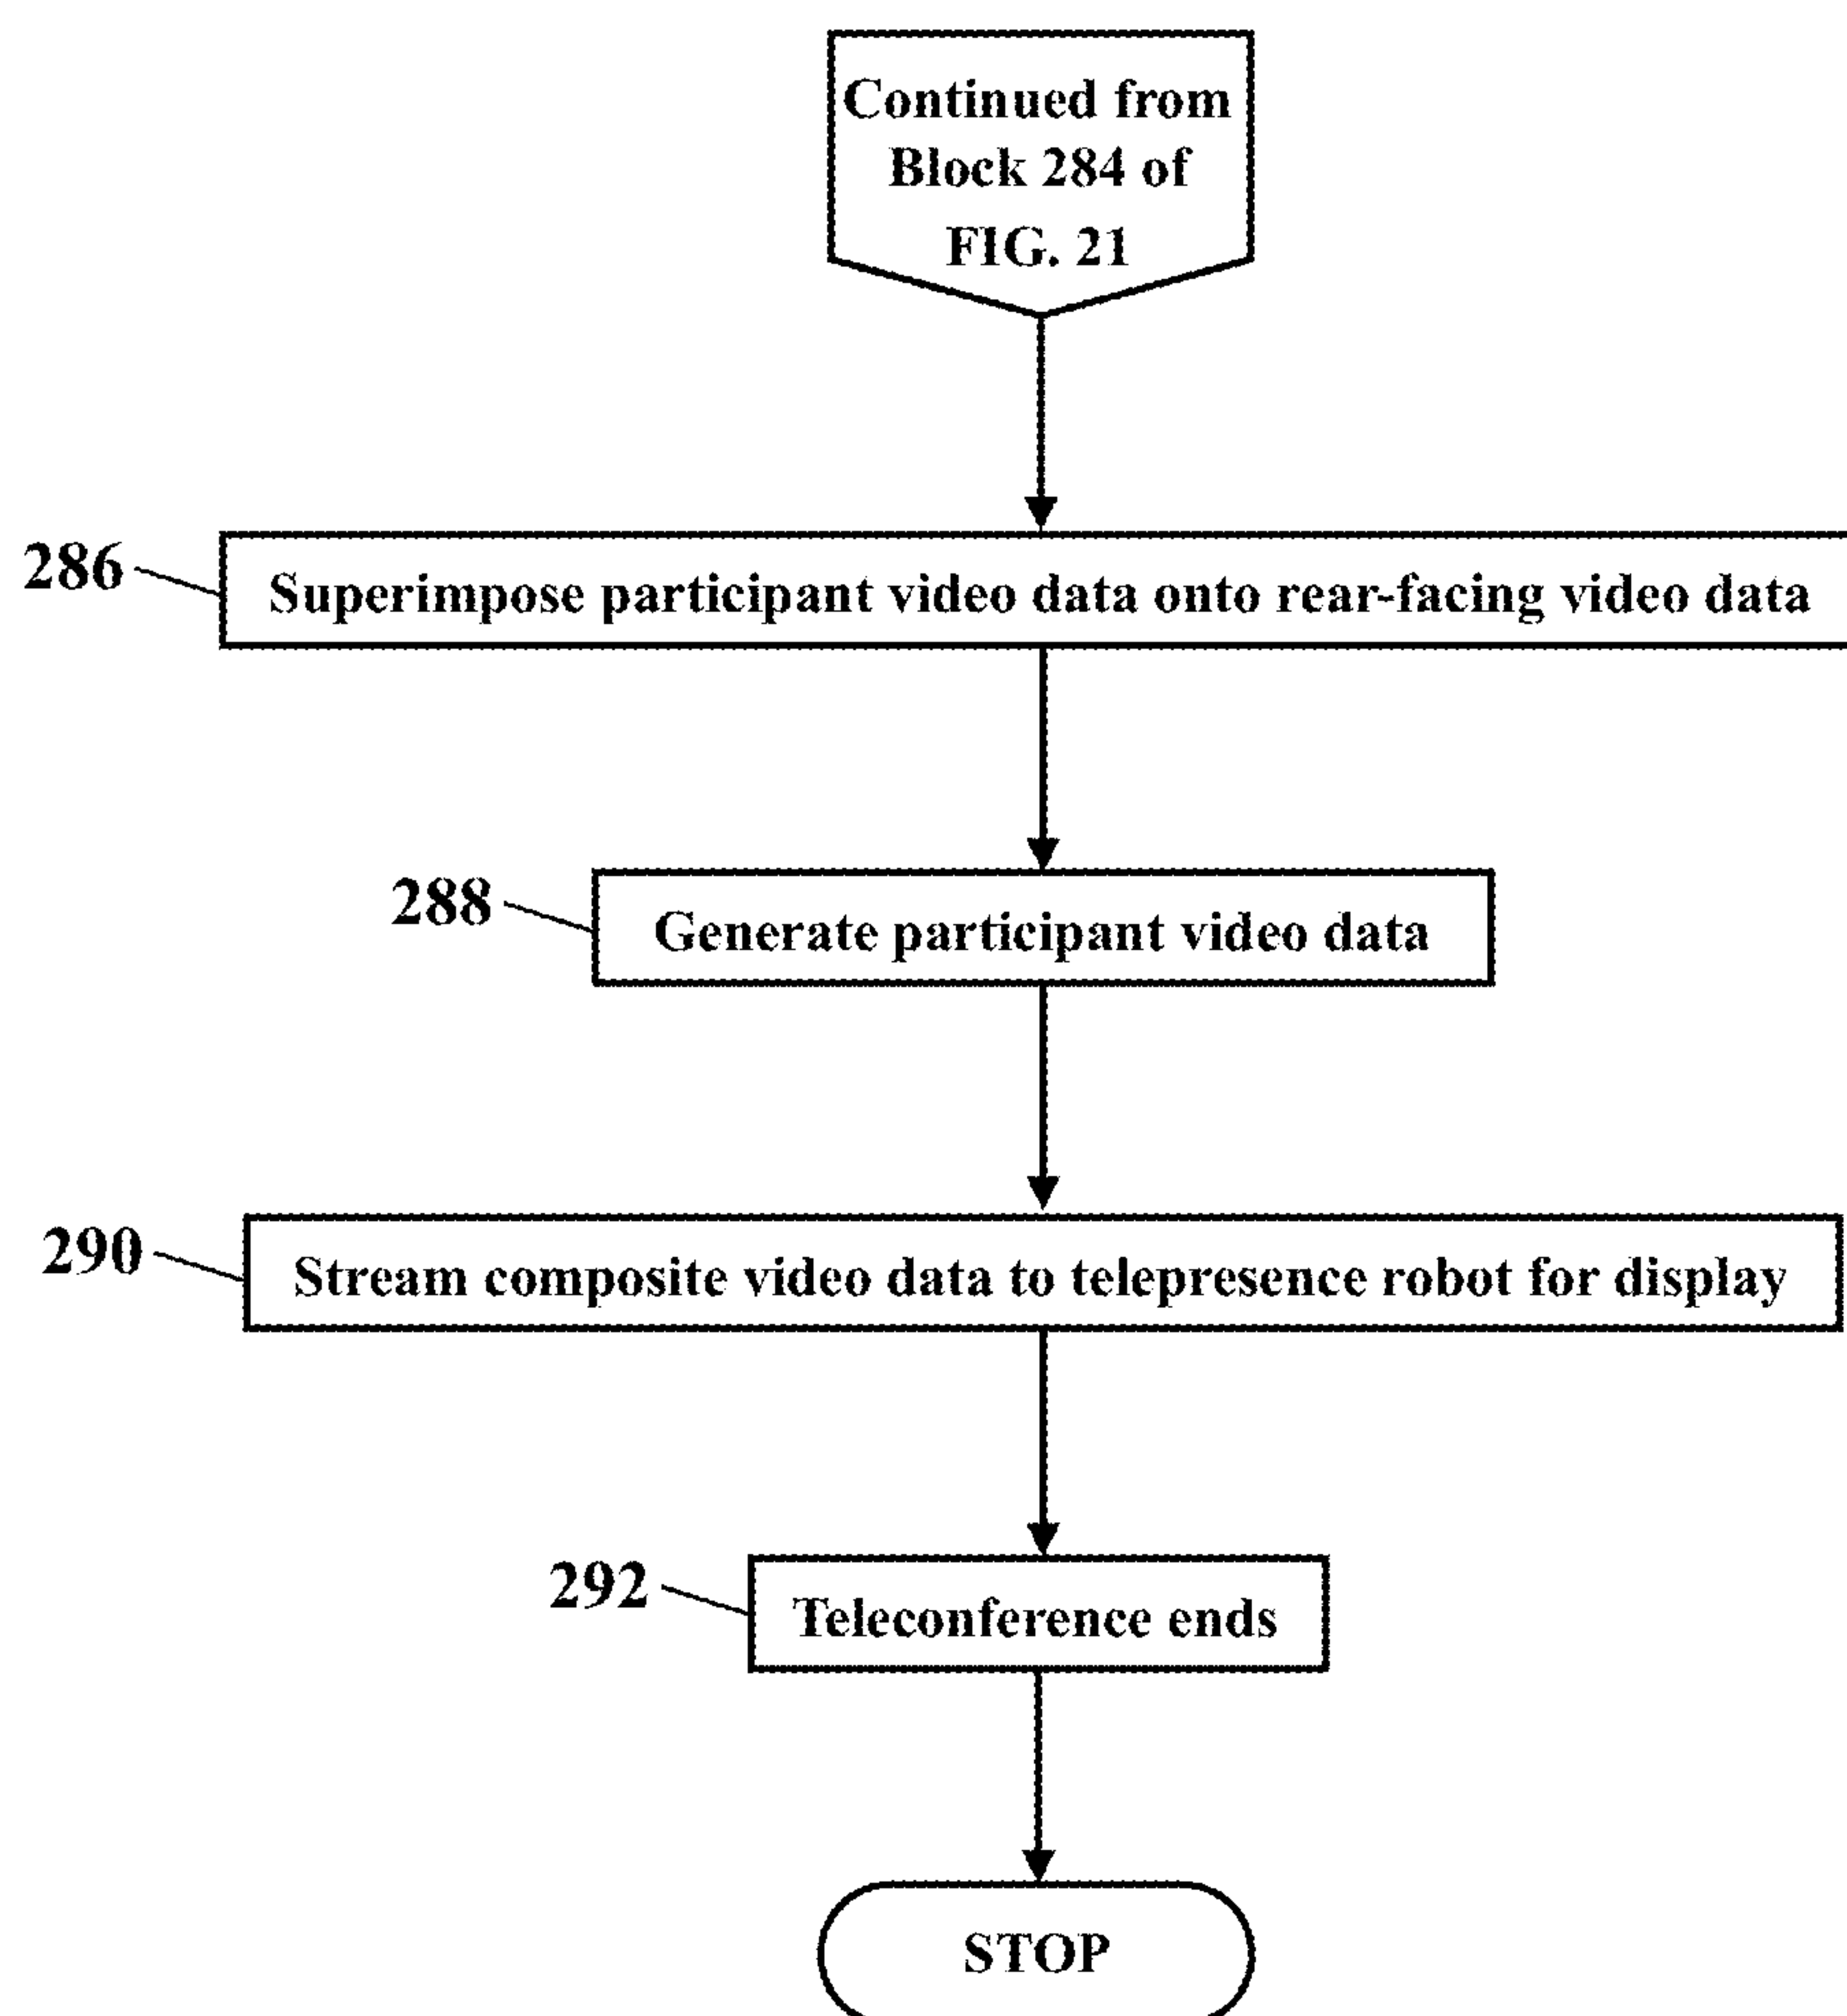 Continued from
Block 284 of
FIG. 21
286
Superimpose participant video data onto rear-facing video data
288
Generate participant video data
290
Stream composite video data to telepresence robot for display
292
Teleconference ends
STOP